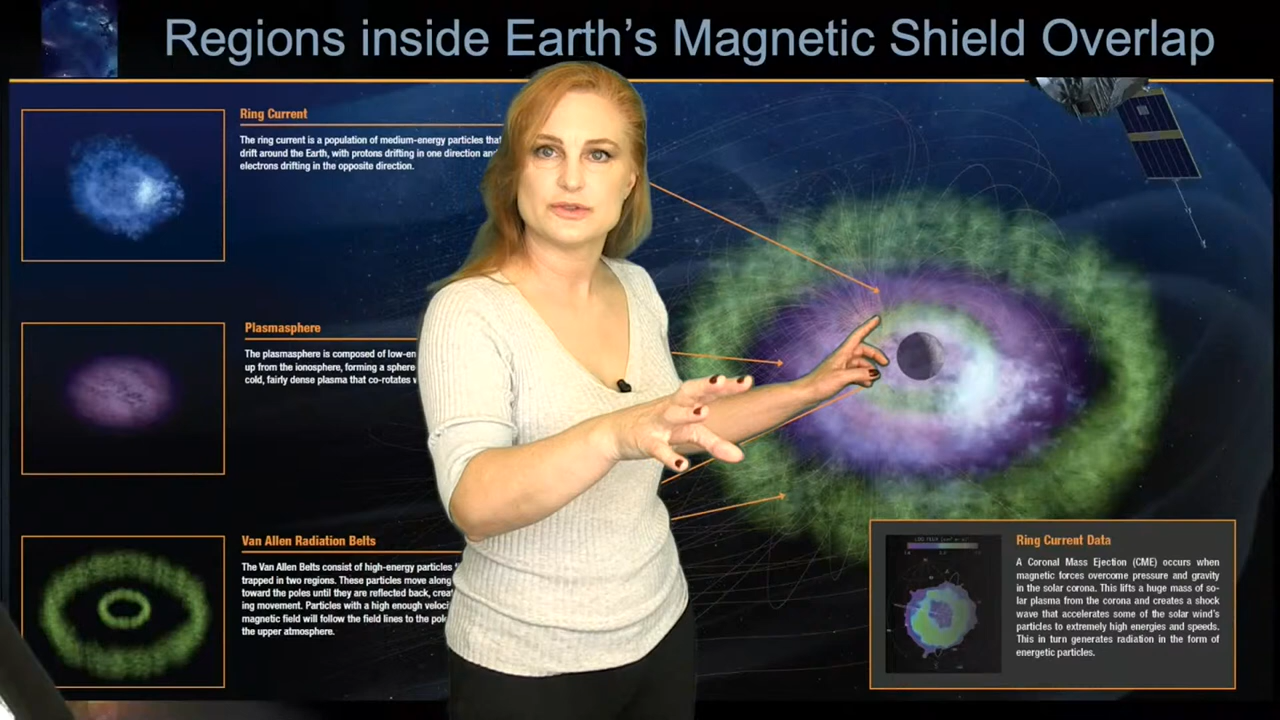 Regions inside Earth's Magnetic Shield Overlap
Ring Current
The ring current is a population of medium-energy particles that
drift around the Earth, with protons drifting in one direction and
electrons drifting in the opposite direction.
Plasmasphere
The plasmasphere is composed of low-en
up from the ionosphere, forming a sphere
cold, fairly dense plasma that co-rotates
Van Allen Radiation Belts
The Van Allen Belts consist of high-energy particles
trapped in two regions. These particles move along
toward the poles until they are reflected back, crea
ing movement. Particles with a high enough veloci
magnetic field will follow the field lines to the pol
the upper atmosphere.
Ring Current Data
A Coronal Mass Ejection (CME) occurs when
magnetic forces overcome pressure and gravity
in the solar corona. This lifts a huge mass of so-
lar plasma from the corona and creates a shock
wave that accelerates some of the solar wind's
particles to extremely high energies and speeds.
This in turn generates radiation in the form of
energetic particles.